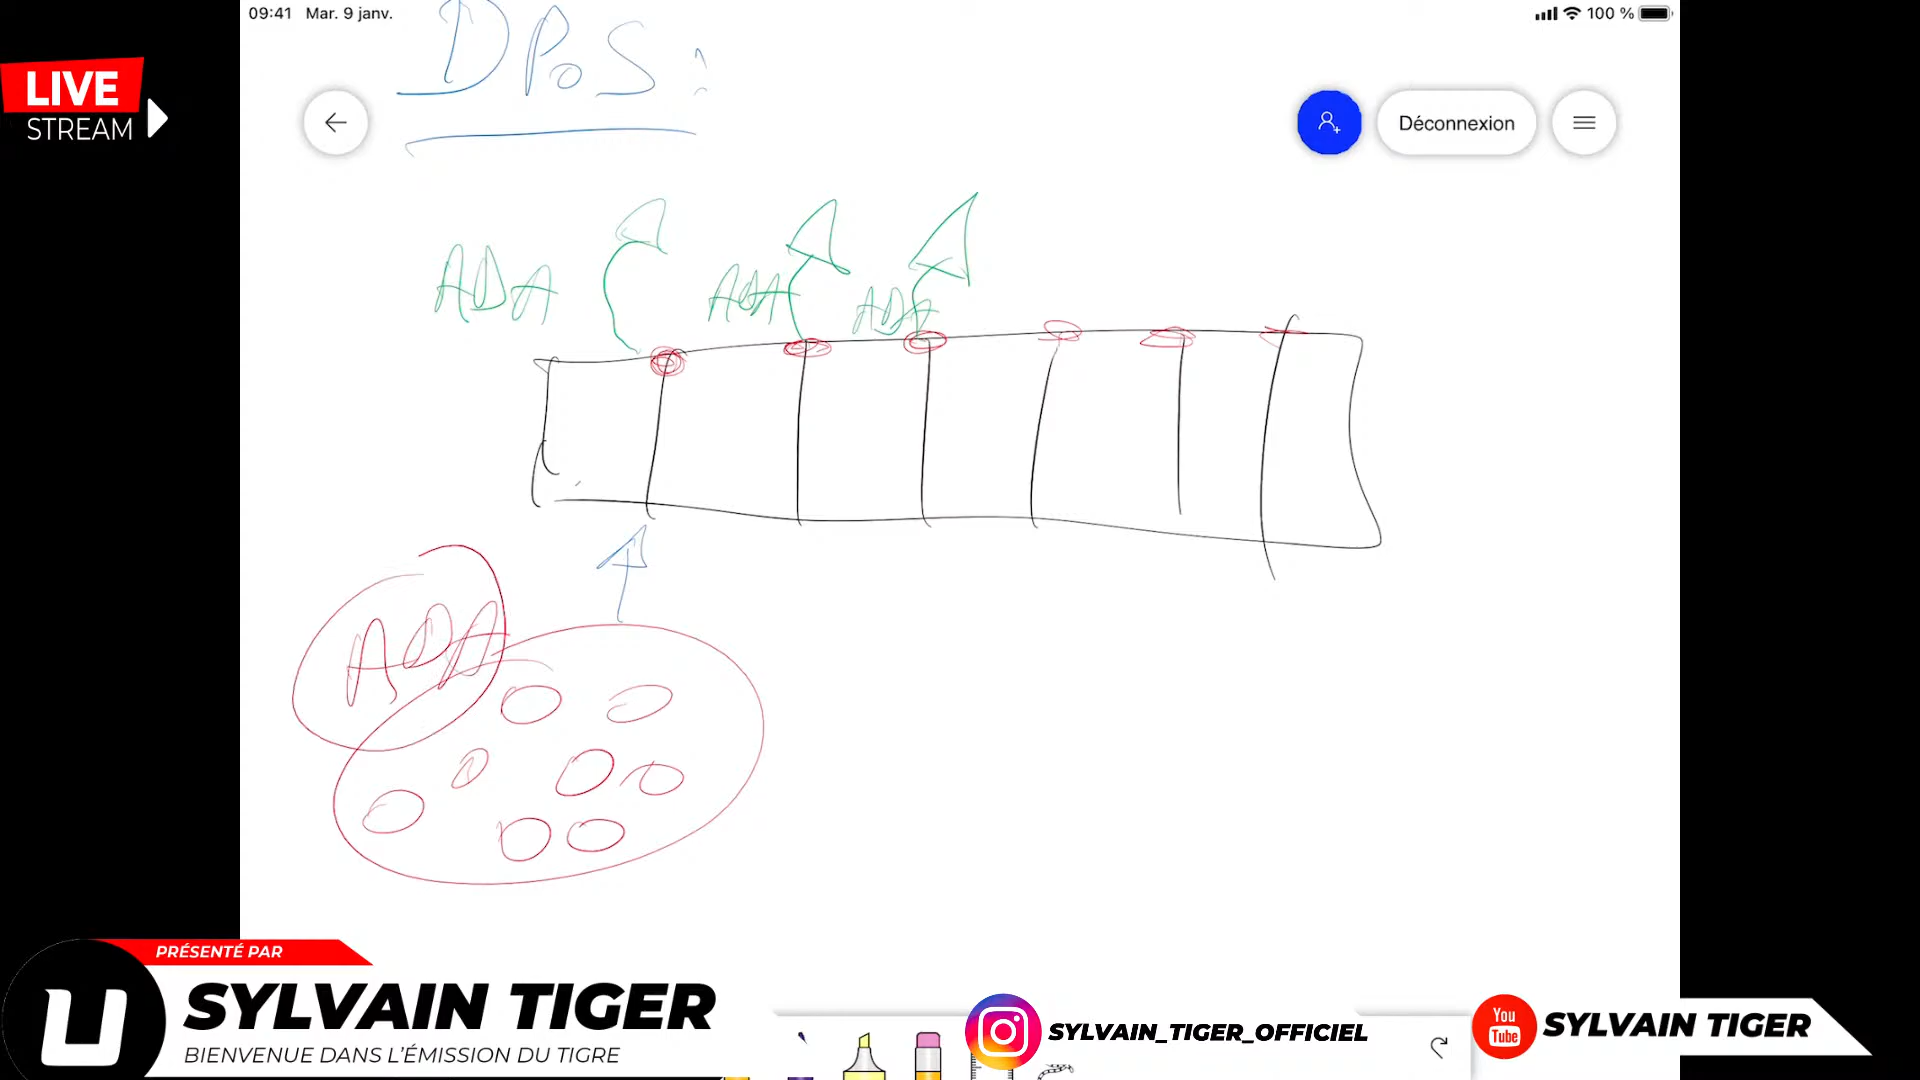 09:41 Mar. 9 janv.
100 %
DPoS :
LIVE
STREAM
Déconnexion
ADA
ADA
ADA
ADA
PRÉSENTÉ PAR
SYLVAIN TIGER
BIENVENUE DANS L'ÉMISSION DU TIGRE
SYLVAIN_TIGER_OFFICIEL
You
Tube
SYLVAIN TIGER